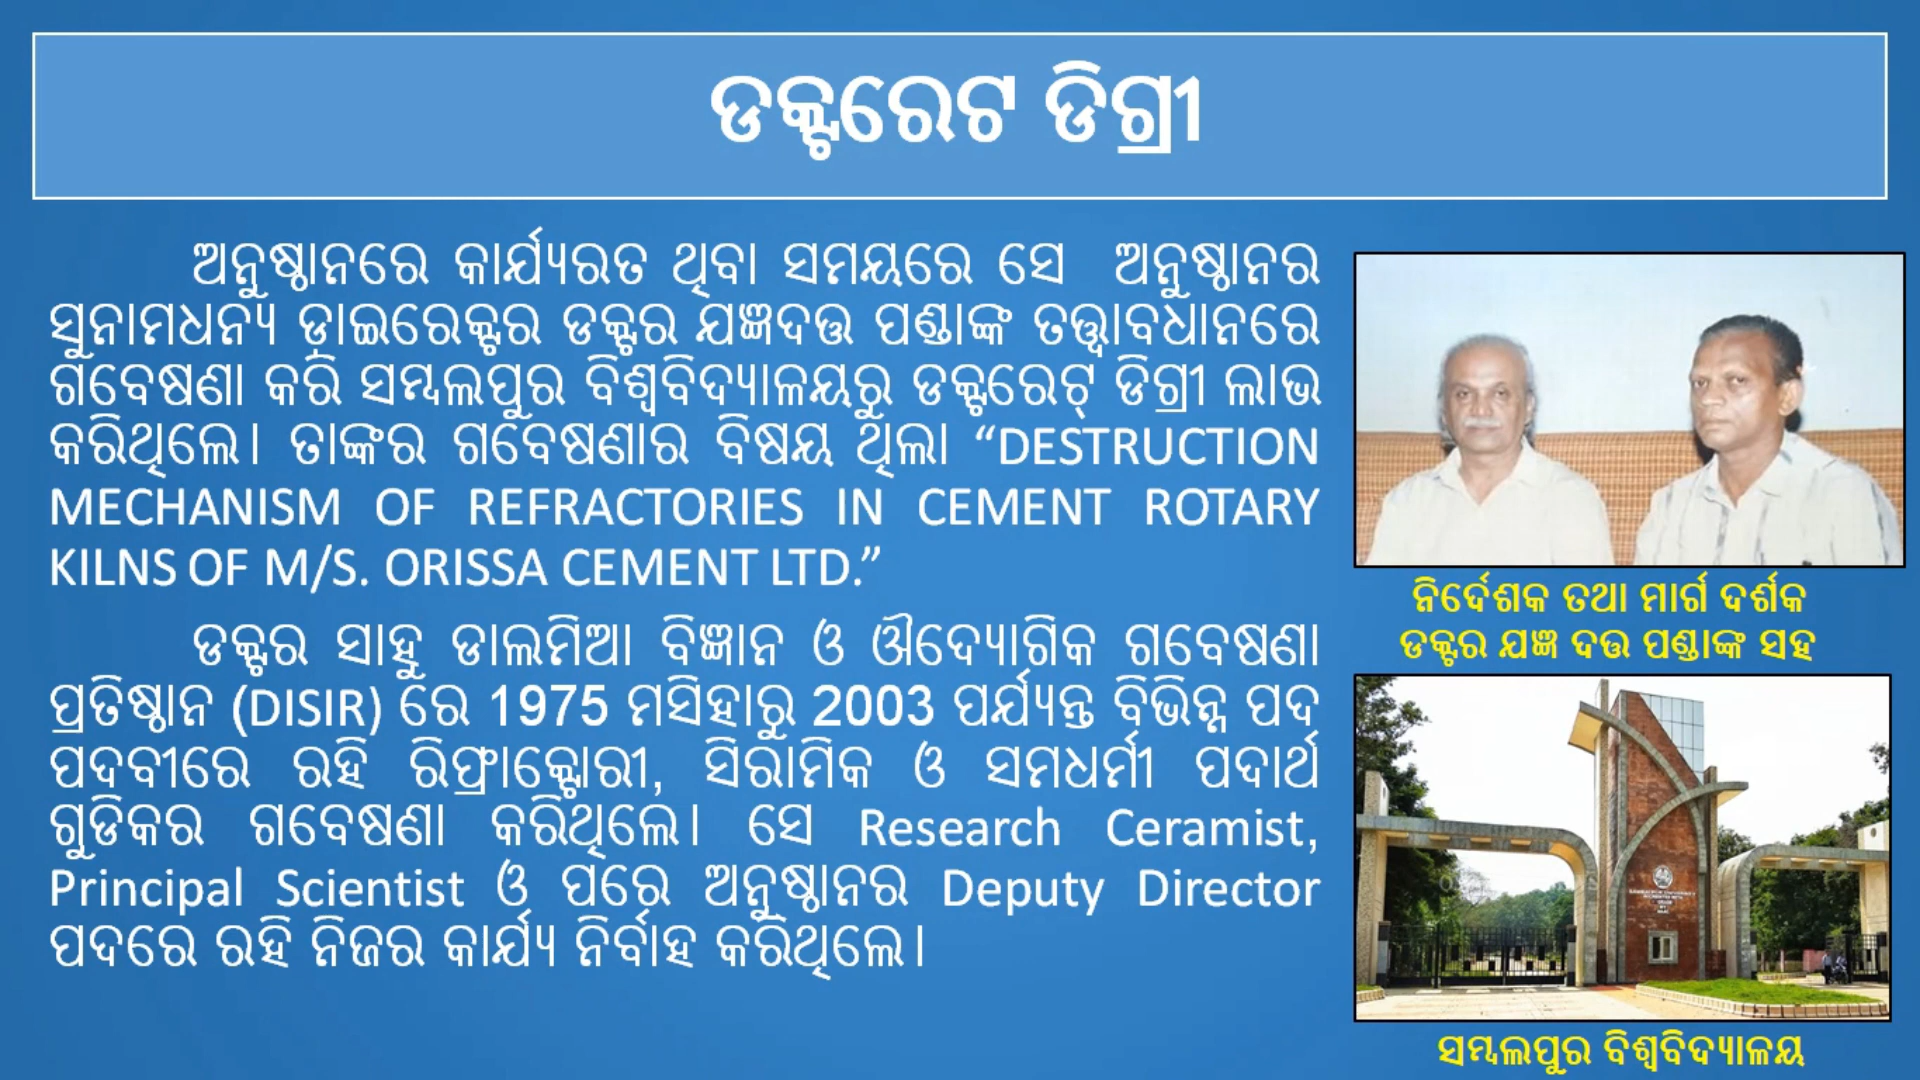 ଡକ୍ଟରେଟ ଡିଗ୍ରୀ
ଅନୁଷ୍ଠାନରେ କାର୍ଯ୍ୟରତ ଥିବା ସମୟରେ ସେ ଅନୁଷ୍ଠାନର
ସୁନାମଧନ୍ୟ ଡ଼ାଇରେକ୍ଟର ଡକ୍ଟର ଯଜ୍ଞଦତ୍ତ ପଣ୍ଡାଙ୍କ ତତ୍ତ୍ୱାବଧାନରେ
ଗବେଷଣା କରି ସମ୍ବଲପୁର ବିଶ୍ୱବିଦ୍ୟାଳୟରୁ ଡକ୍ଟରେଟ୍ ଡିଗ୍ରୀ ଲାଭ
କରିଥିଲେ। ତାଙ୍କର ଗବେଷଣାର ବିଷୟ ଥିଲା “DESTRUCTION
MECHANISM OF REFRACTORIES IN CEMENT ROTARY
KILNS OF M/S. ORISSA CEMENT LTD.”
ଡକ୍ଟର ସାହୁ ଡାଲମିଆ ବିଜ୍ଞାନ ଓ ଔଦ୍ୟୋଗିକ ଗବେଷଣା
ପ୍ରତିଷ୍ଠାନ (DISIR) ରେ 1975 ମସିହାରୁ 2003 ପର୍ଯ୍ୟନ୍ତ ବିଭିନ୍ନ ପଦ
ପଦବୀରେ ରହି ରିଫ୍ରାକ୍ଟୋରୀ, ସିରାମିକ ଓ ସମଧର୍ମୀ ପଦାର୍ଥ
ଗୁଡିକର ଗବେଷଣା କରିଥିଲେ। ସେ Research Ceramist,
Principal Scientist ଓ ପରେ ଅନୁଷ୍ଠାନର Deputy Director
ପଦରେ ରହି ନିଜର କାର୍ଯ୍ୟ ନିର୍ବାହ କରିଥିଲେ।
ନିର୍ଦେଶକ ତଥା ମାର୍ଗ ଦର୍ଶକ
ଡକ୍ଟର ଯଜ୍ଞ ଦତ୍ତ ପଣ୍ଡାଙ୍କ ସହ
ସମ୍ବଲପୁର ବିଶ୍ୱବିଦ୍ୟାଳୟ